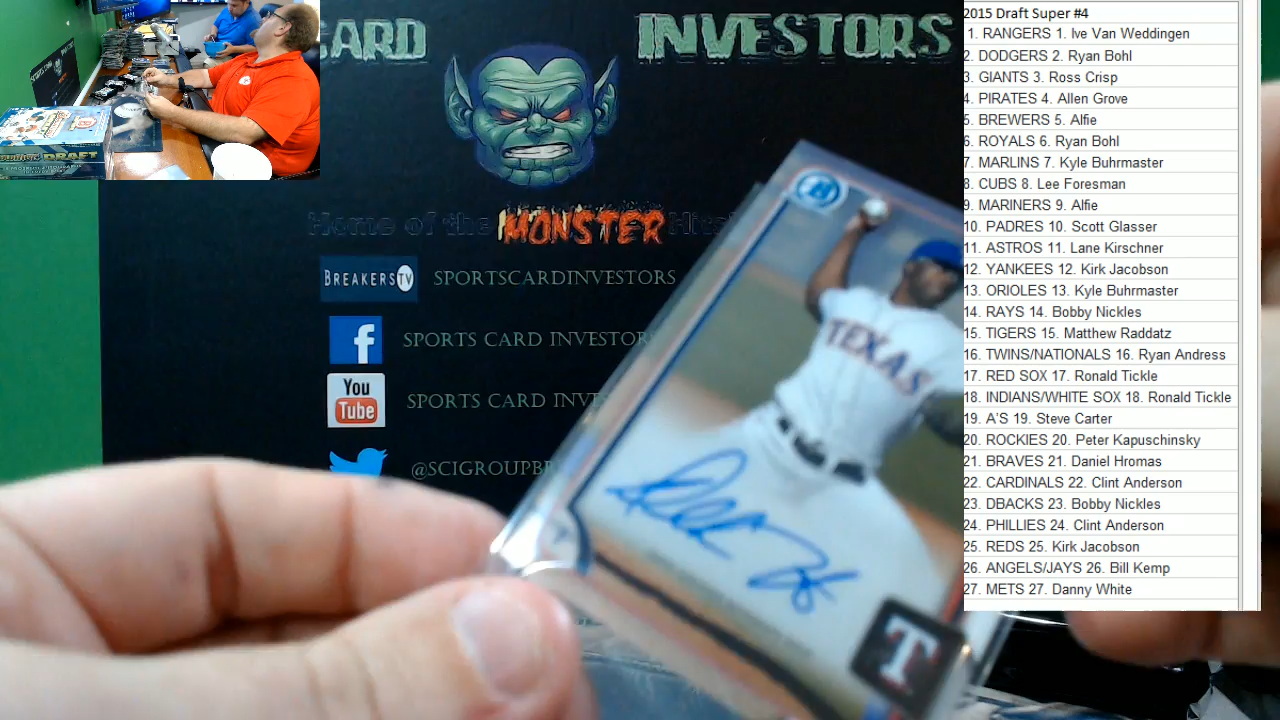 CARD INVESTORS
Home of the MONSTER Hits
BREAKERS TV SPORTSCARDINVESTORS
SPORTS CARD INVESTOR
You Tube SPORTS CARD INVES
@SCIGROUPBR
TEXAS
T
DRAFT
2015 Draft Super #4
1. RANGERS 1. Ive Van Weddingen
2. DODGERS 2. Ryan Bohl
3. GIANTS 3. Ross Crisp
4. PIRATES 4. Allen Grove
5. BREWERS 5. Alfie
6. ROYALS 6. Ryan Bohl
7. MARLINS 7. Kyle Buhrmaster
8. CUBS 8. Lee Foresman
9. MARINERS 9. Alfie
10. PADRES 10. Scott Glasser
11. ASTROS 11. Lane Kirschner
12. YANKEES 12. Kirk Jacobson
13. ORIOLES 13. Kyle Buhrmaster
14. RAYS 14. Bobby Nickles
15. TIGERS 15. Matthew Raddatz
16. TWINS/NATIONALS 16. Ryan Andress
17. RED SOX 17. Ronald Tickle
18. INDIANS/WHITE SOX 18. Ronald Tickle
19. A'S 19. Steve Carter
20. ROCKIES 20. Peter Kapuschinsky
21. BRAVES 21. Daniel Hromas
22. CARDINALS 22. Clint Anderson
23. DBACKS 23. Bobby Nickles
24. PHILLIES 24. Clint Anderson
25. REDS 25. Kirk Jacobson
26. ANGELS/JAYS 26. Bill Kemp
27. METS 27. Danny White